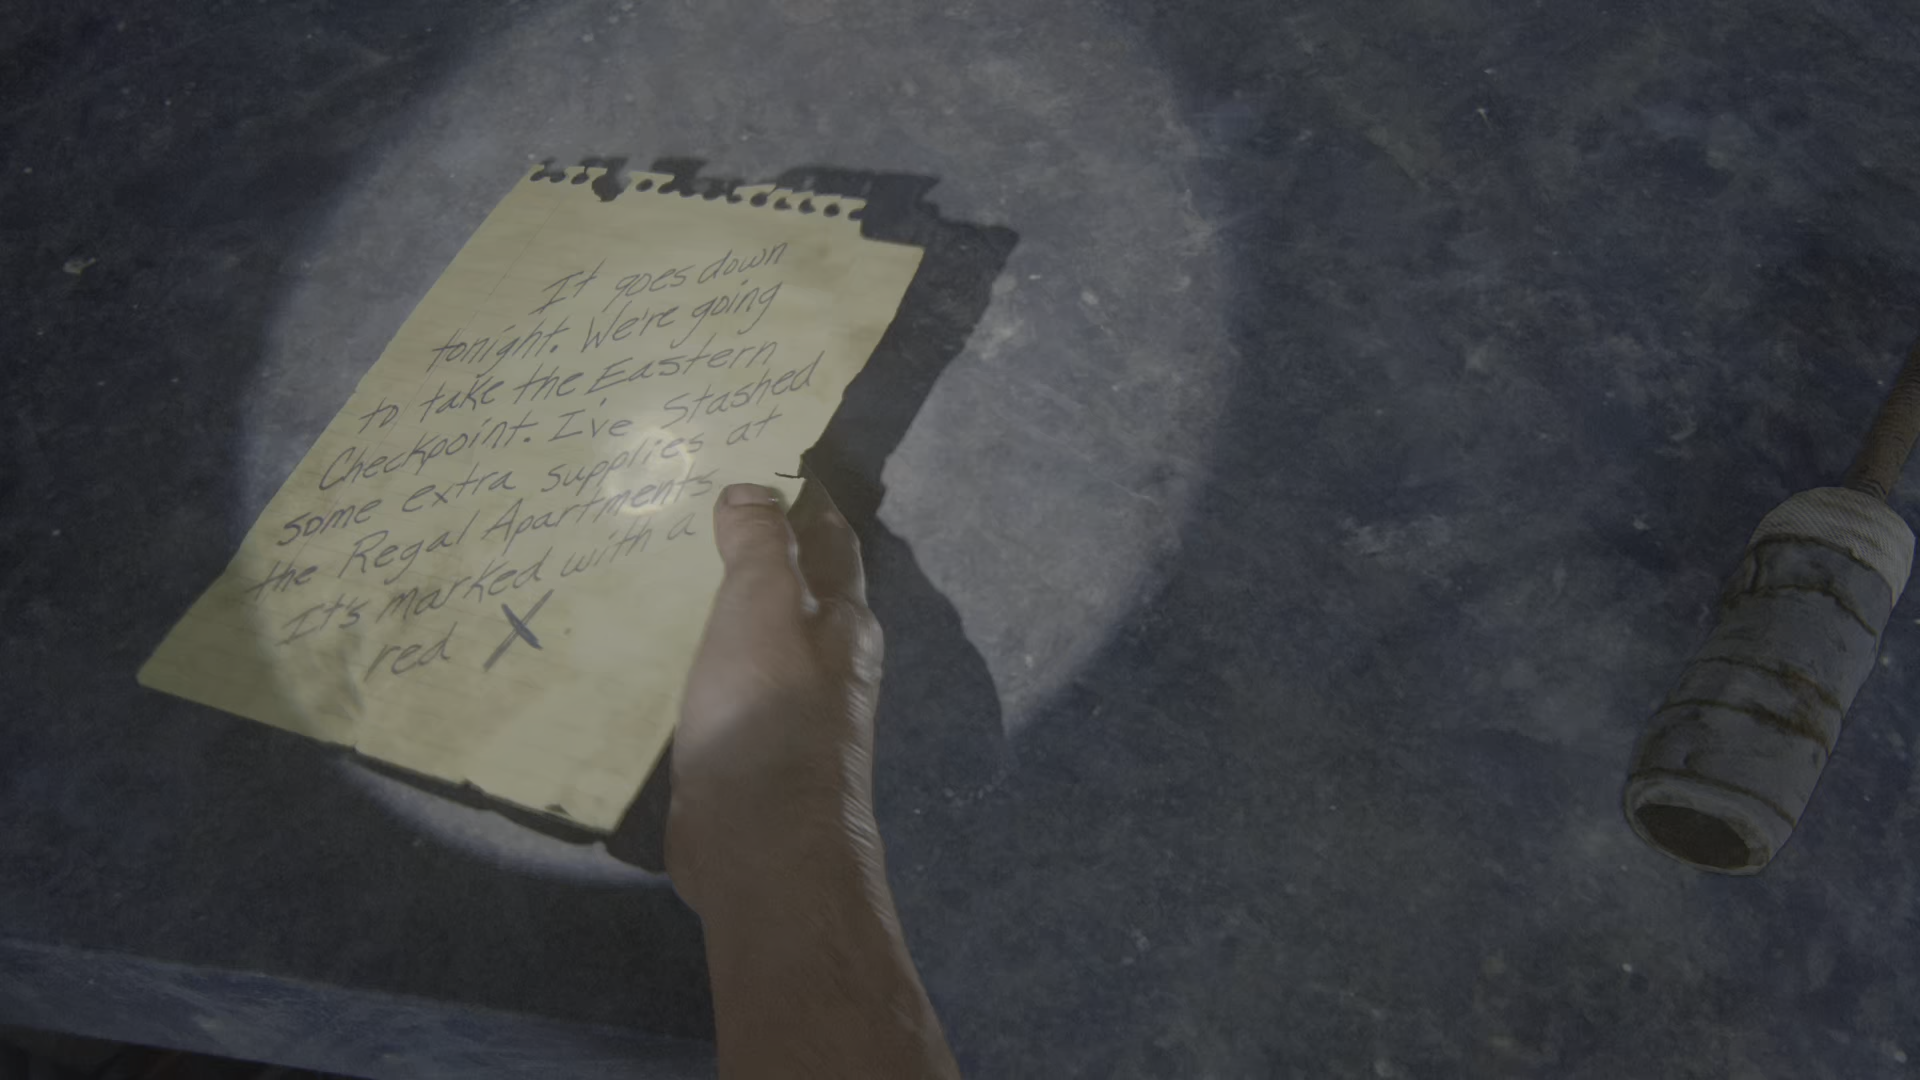 It goes down
tonight. We're going
to take the Eastern
Checkpoint. I've stashed
some extra supplies at
the Regal Apartments
It's marked with a
red X